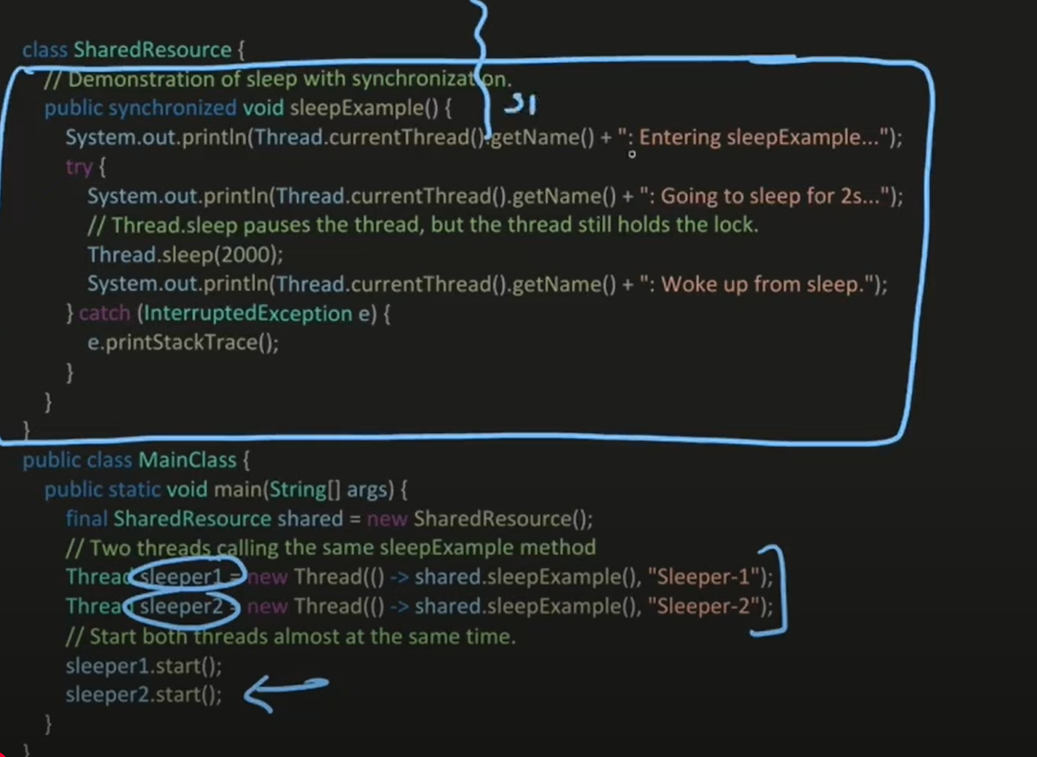 class SharedResource {
// Demonstration of sleep with synchronization.
public synchronized void sleepExample() {
S1
System.out.println(Thread.currentThread().getName() + ": Entering sleepExample...");
try {
System.out.println(Thread.currentThread().getName() + ": Going to sleep for 2s...");
// Thread.sleep pauses the thread, but the thread still holds the lock.
Thread.sleep(2000);
System.out.println(Thread.currentThread().getName() + ": Woke up from sleep.");
} catch (InterruptedException e) {
e.printStackTrace();
}
}
}
public class MainClass {
public static void main(String[] args) {
final SharedResource shared = new SharedResource();
// Two threads calling the same sleepExample method
Thread sleeper1 = new Thread(() -> shared.sleepExample(), "Sleeper-1");
Thread sleeper2 = new Thread(() -> shared.sleepExample(), "Sleeper-2");
// Start both threads almost at the same time.
sleeper1.start();
sleeper2.start();
}
}